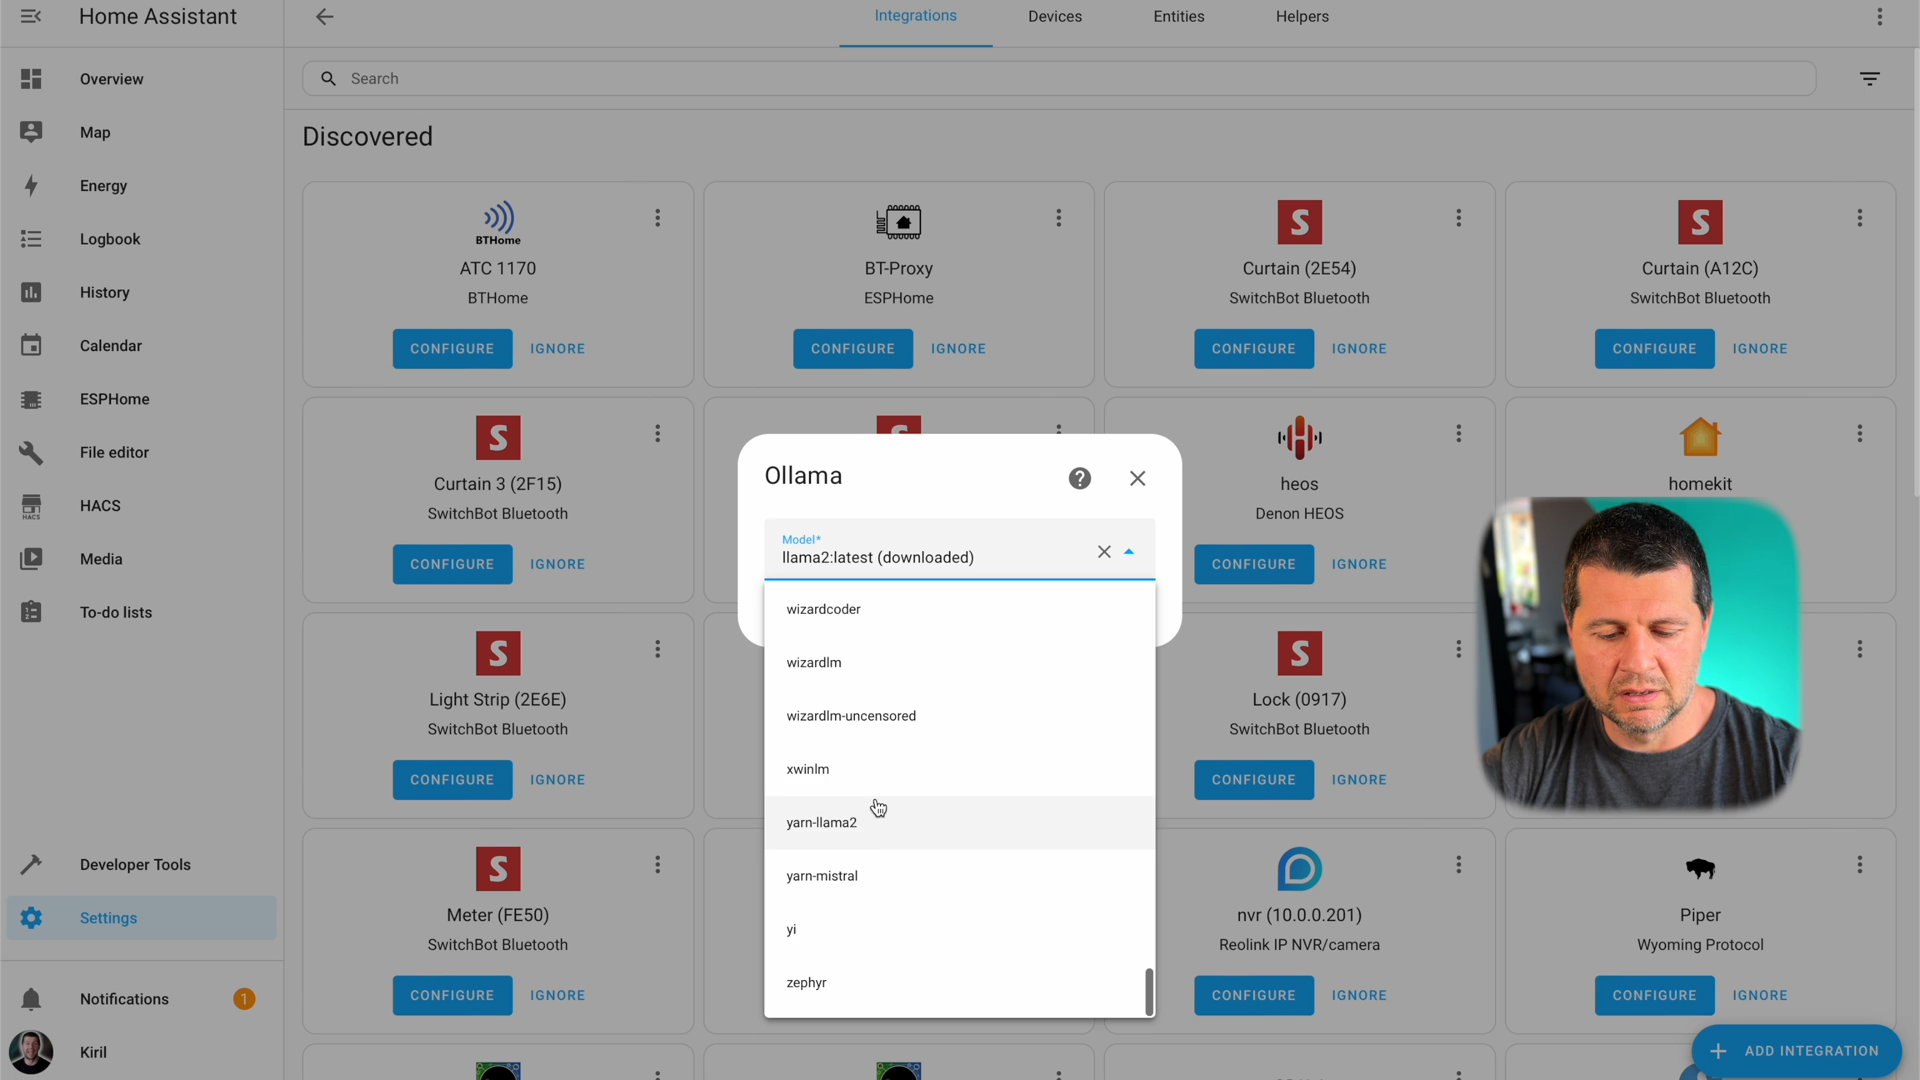 Home Assistant
Integrations
Devices
Entities
Helpers
Search
Overview
Map
Energy
Logbook
History
Calendar
ESPHome
File editor
HACS
HACS
Media
To-do lists
Developer Tools
Settings
Notifications
1
Kiril
Discovered
BTHome
ATC 1170
BTHome
CONFIGURE
IGNORE
BT-Proxy
ESPHome
CONFIGURE
IGNORE
S
Curtain (2E54)
SwitchBot Bluetooth
CONFIGURE
IGNORE
S
Curtain (A12C)
SwitchBot Bluetooth
CONFIGURE
IGNORE
S
Curtain 3 (2F15)
SwitchBot Bluetooth
CONFIGURE
IGNORE
heos
Denon HEOS
CONFIGURE
IGNORE
homekit
S
Light Strip (2E6E)
SwitchBot Bluetooth
CONFIGURE
IGNORE
S
Lock (0917)
SwitchBot Bluetooth
CONFIGURE
IGNORE
S
Meter (FE50)
SwitchBot Bluetooth
CONFIGURE
IGNORE
nvr (10.0.0.201)
Reolink IP NVR/camera
CONFIGURE
IGNORE
Piper
Wyoming Protocol
CONFIGURE
IGNORE
ADD INTEGRATION
Ollama
?
Model*
llama2:latest (downloaded)
wizardcoder
wizardlm
wizardlm-uncensored
xwinlm
yarn-llama2
yarn-mistral
yi
zephyr